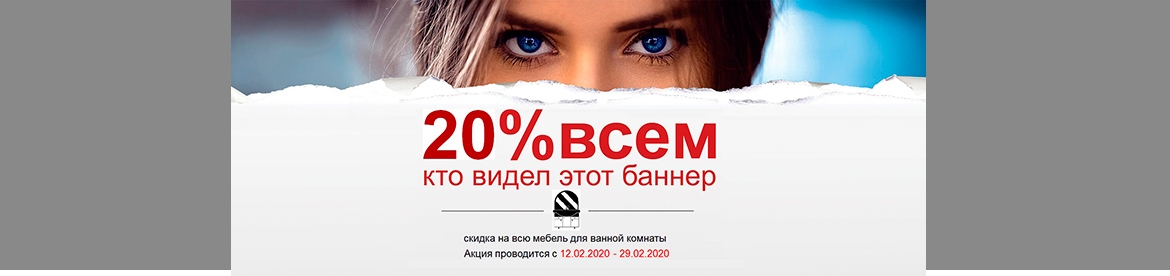 20% всем
кто видел этот баннер
скидка на всю мебель для ванной комнаты
Акция проводится с 12.02.2020 - 29.02.2020